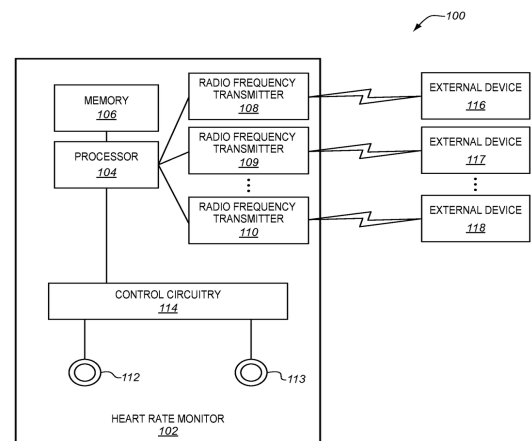 100
MEMORY
106
PROCESSOR
104
RADIO FREQUENCY
TRANSMITTER
108
RADIO FREQUENCY
TRANSMITTER
109
RADIO FREQUENCY
TRANSMITTER
110
EXTERNAL DEVICE
116
EXTERNAL DEVICE
117
EXTERNAL DEVICE
118
CONTROL CIRCUITRY
114
112
113
HEART RATE MONITOR
102